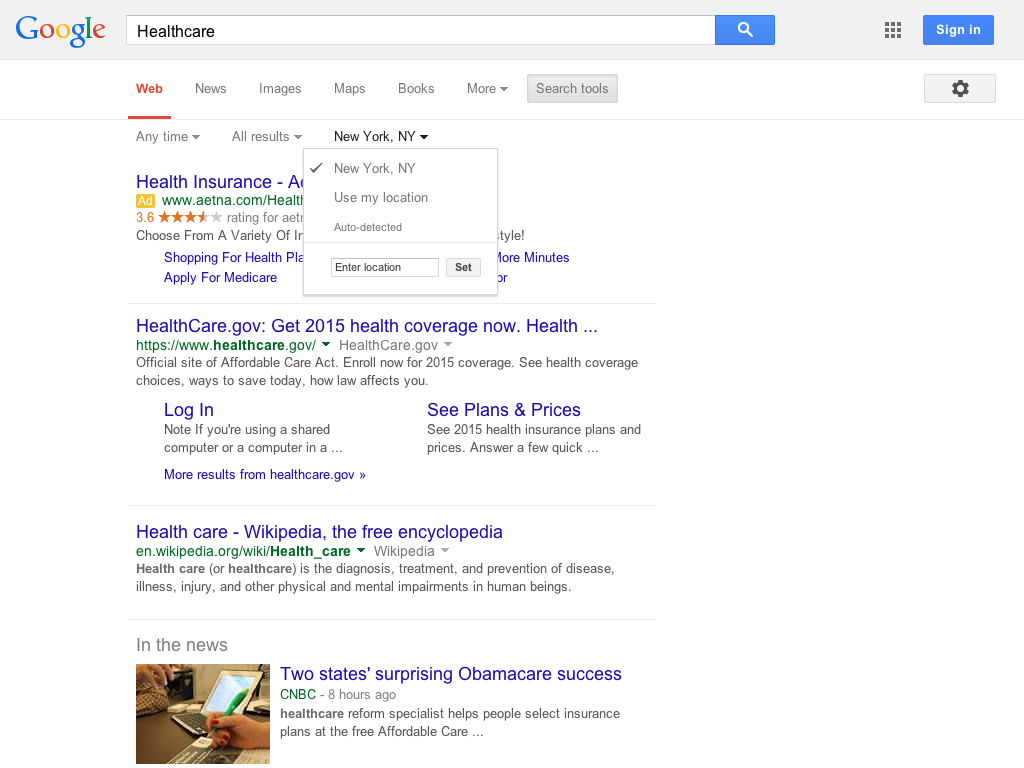 Google
Healthcare
Sign in
Web News Images Maps Books More Search tools
Any time All results New York, NY
New York, NY
Use my location
Auto-detected
Enter location Set
Health Insurance - Ae
Ad www.aetna.com/Healt
3.6 rating for aetn
Choose From A Variety Of In style!
Shopping For Health Pla More Minutes
Apply For Medicare or
HealthCare.gov: Get 2015 health coverage now. Health ...
https://www.healthcare.gov/ HealthCare.gov
Official site of Affordable Care Act. Enroll now for 2015 coverage. See health coverage
choices, ways to save today, how law affects you.
Log In
Note If you're using a shared
computer or a computer in a ...
See Plans & Prices
See 2015 health insurance plans and
prices. Answer a few quick ...
More results from healthcare.gov »
Health care - Wikipedia, the free encyclopedia
en.wikipedia.org/wiki/Health_care Wikipedia
Health care (or healthcare) is the diagnosis, treatment, and prevention of disease,
illness, injury, and other physical and mental impairments in human beings.
In the news
Two states' surprising Obamacare success
CNBC - 8 hours ago
healthcare reform specialist helps people select insurance
plans at the free Affordable Care ...